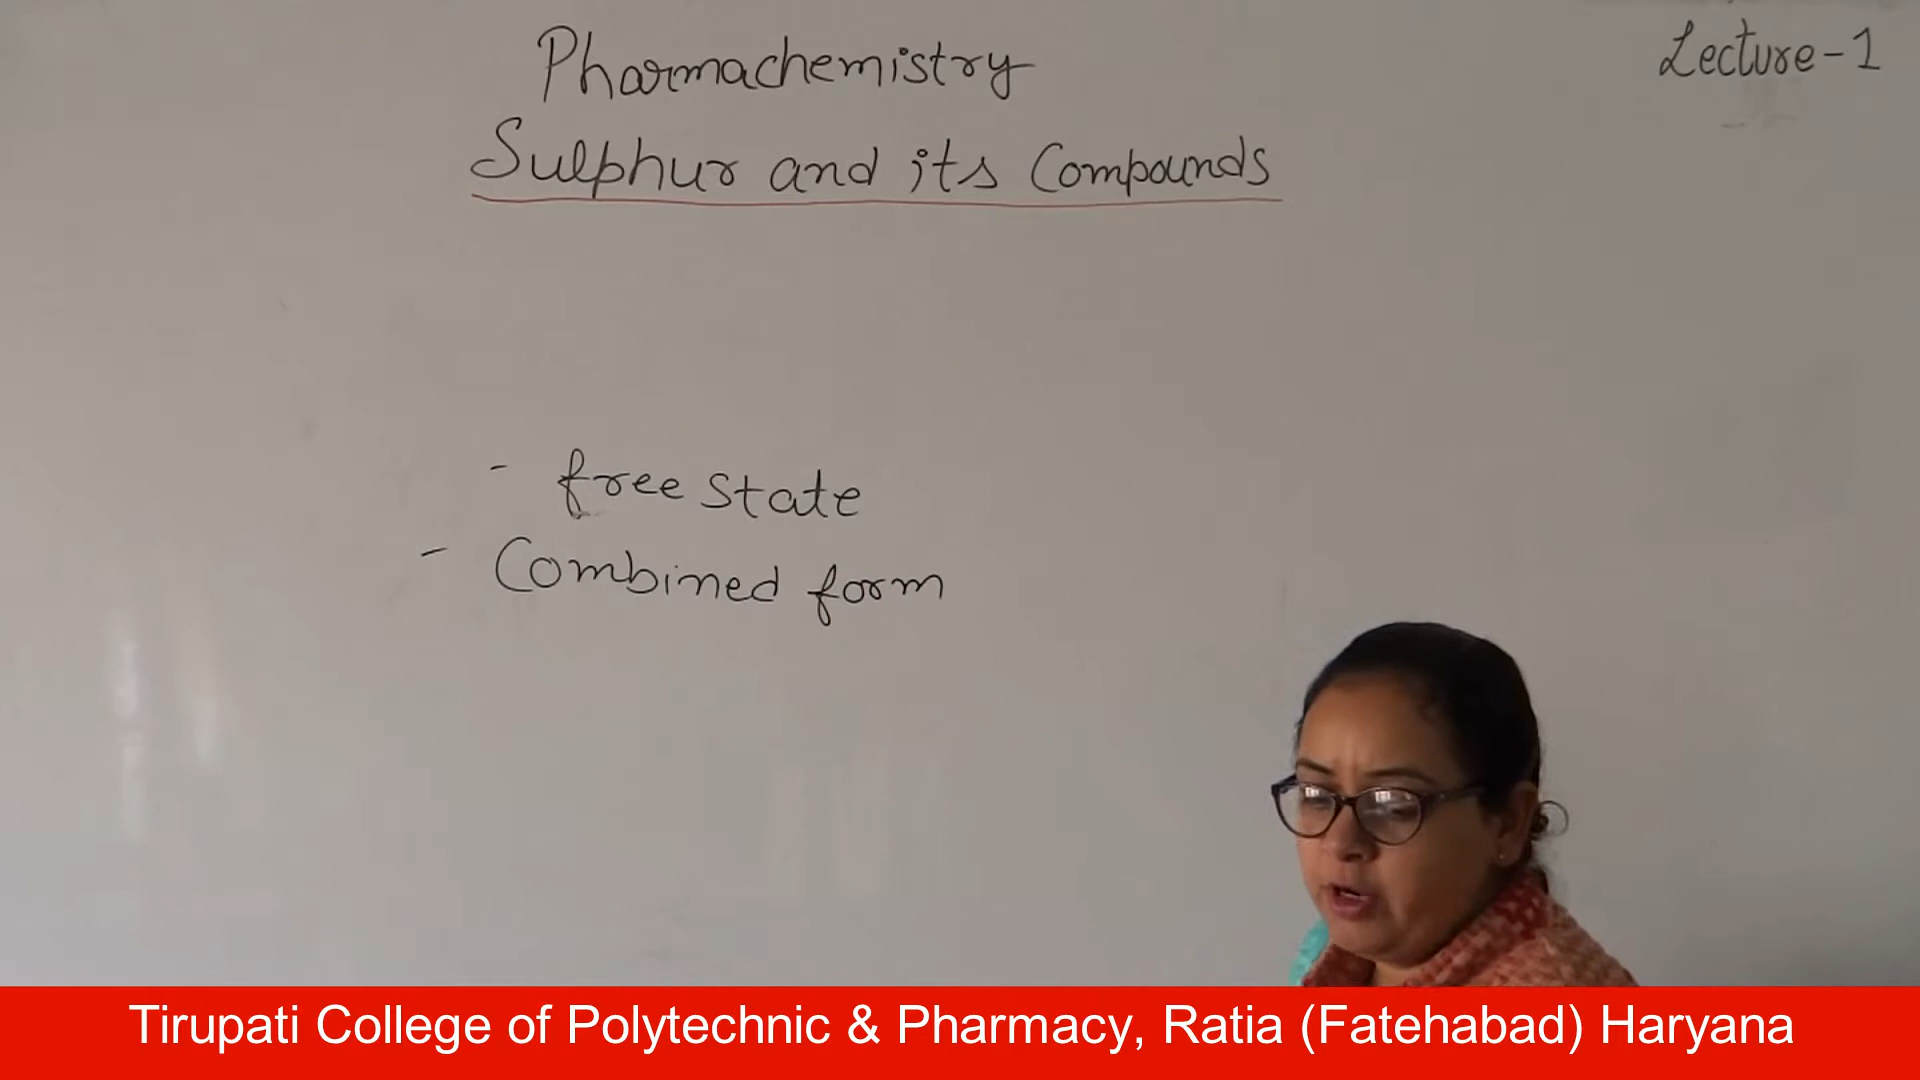 Pharmachemistry
Lecture-1
Sulphur and its Compounds
- free state
- Combined form
Tirupati College of Polytechnic & Pharmacy, Ratia (Fatehabad) Haryana